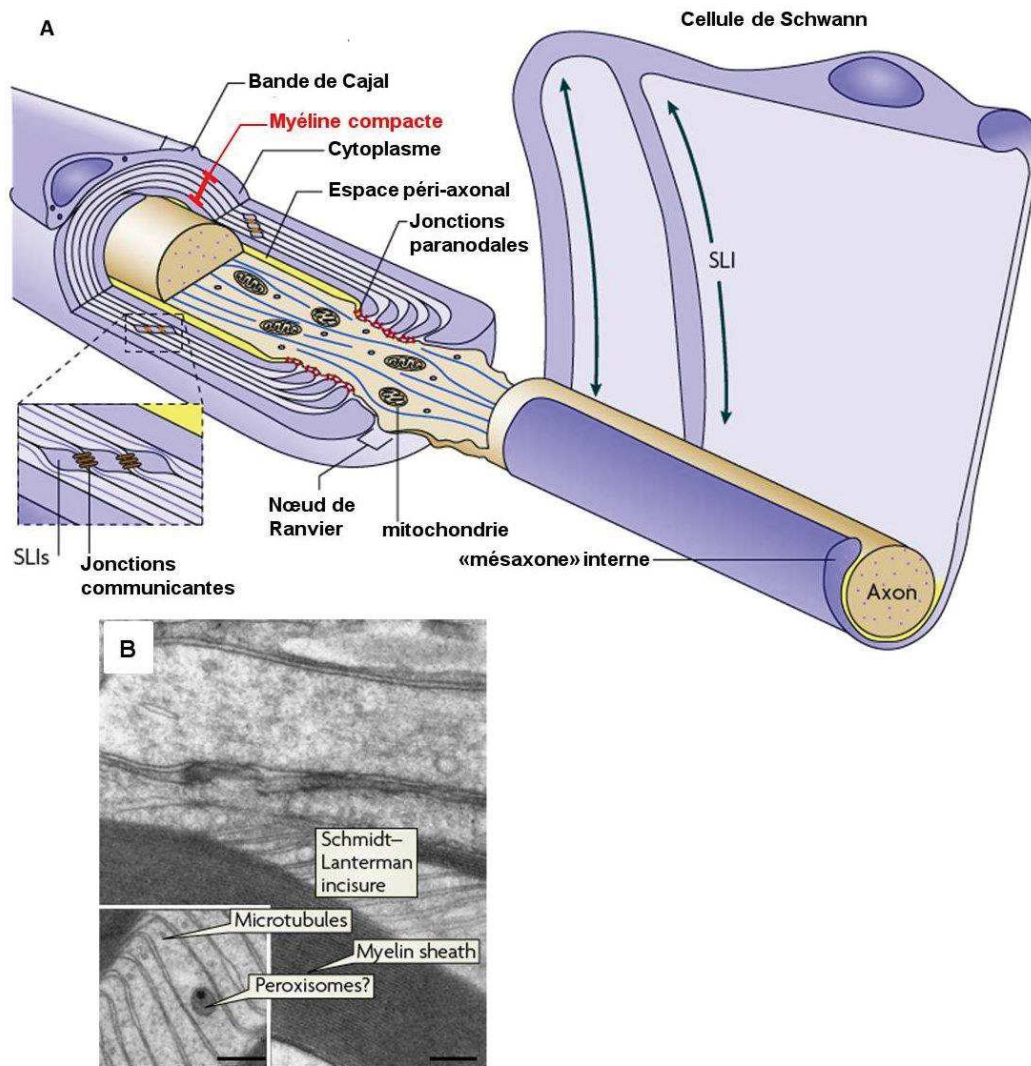 A
Cellule de Schwann
Bande de Cajal
Myéline compacte
Cytoplasme
Espace péri-axonal
Jonctions
paranodales
SLI
Nœud de
Ranvier
mitochondrie
«mésaxone» interne
Axon
SLIs
Jonctions
communicantes
B
Schmidt–
Lanterman
incisure
Microtubules
Myelin sheath
Peroxisomes?